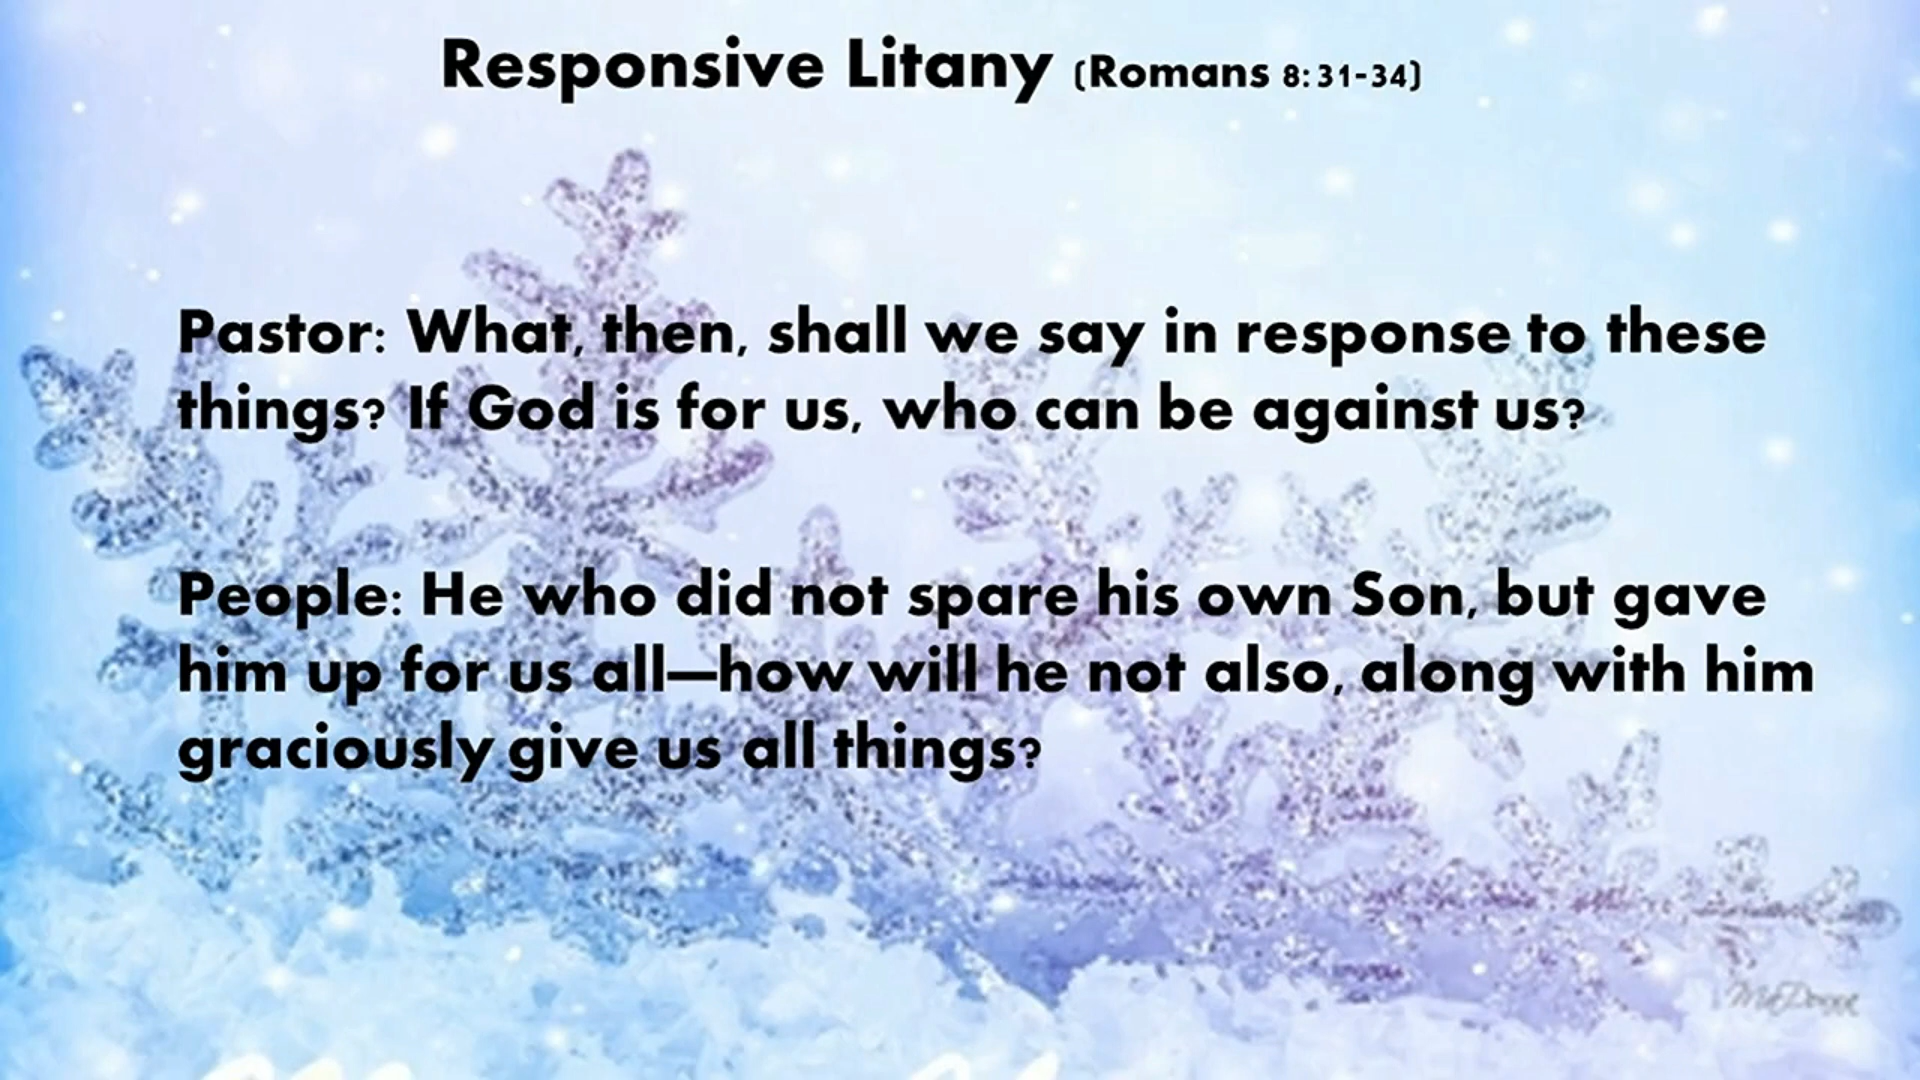 Responsive Litany (Romans 8:31-34)
Pastor: What, then, shall we say in response to these
things? If God is for us, who can be against us?
People: He who did not spare his own Son, but gave
him up for us all—how will he not also, along with him
graciously give us all things?